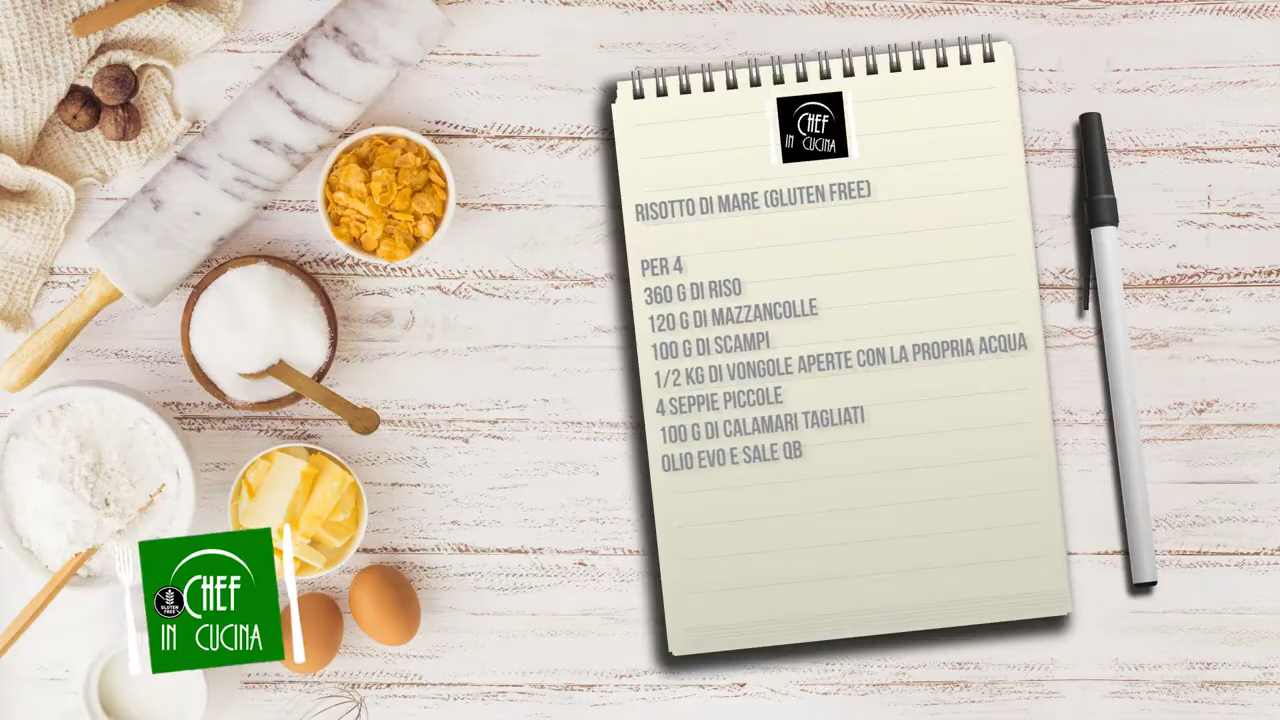 CHEF
IN CUCINA
RISOTTO DI MARE (GLUTEN FREE)
PER 4
360 G DI RISO
120 G DI MAZZANCOLLE
100 G DI SCAMPI
1/2 KG DI VONGOLE APERTE CON LA PROPRIA ACQUA
4 SEPPIE PICCOLE
100 G DI CALAMARI TAGLIATI
OLIO EVO E SALE QB
GLUTEN
FREE
CHEF
IN CUCINA